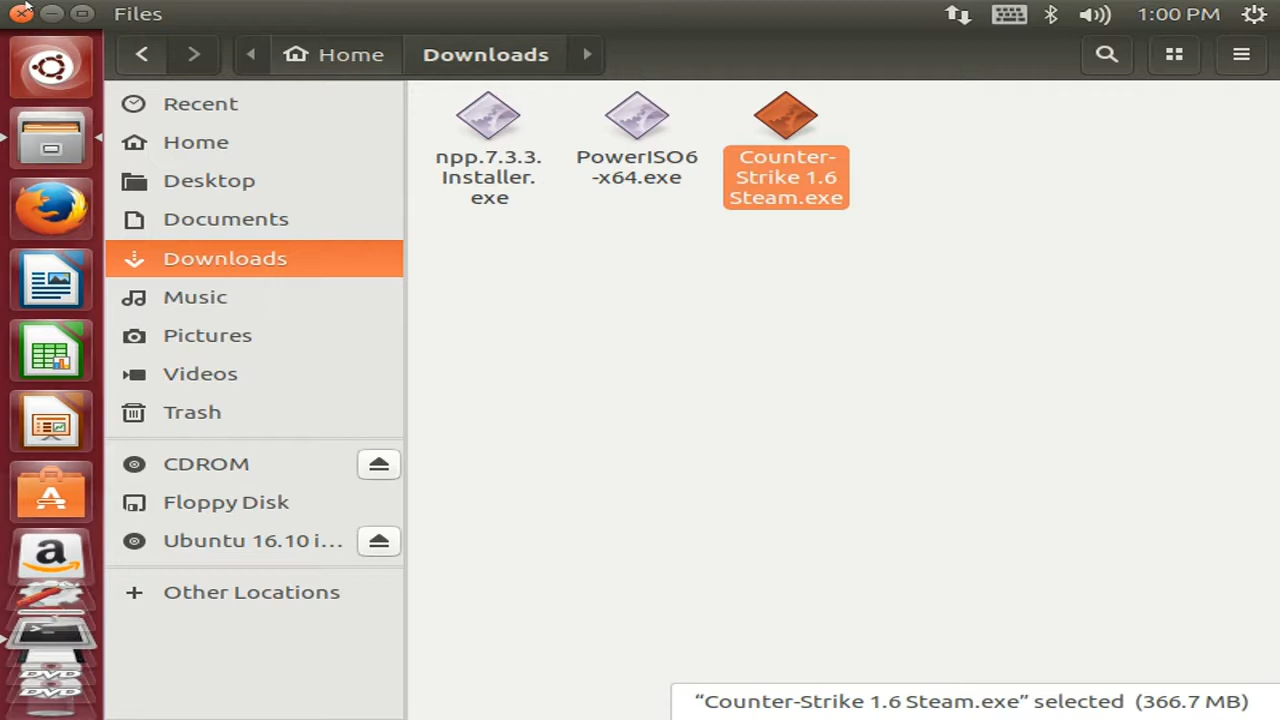 Files
1:00 PM
Home
Downloads
Recent
Home
Desktop
Documents
Downloads
Music
Pictures
Videos
Trash
CDROM
Floppy Disk
Ubuntu 16.10 i...
Other Locations
npp.7.3.3.
Installer.
exe
PowerISO6
-x64.exe
Counter-
Strike 1.6
Steam.exe
“Counter-Strike 1.6 Steam.exe” selected (366.7 MB)
a
DVD
DVD